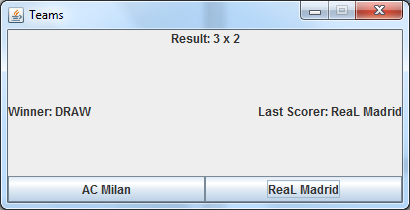 Teams
Result: 3 x 2
Winner: DRAW
Last Scorer: ReaL Madrid
AC Milan
ReaL Madrid